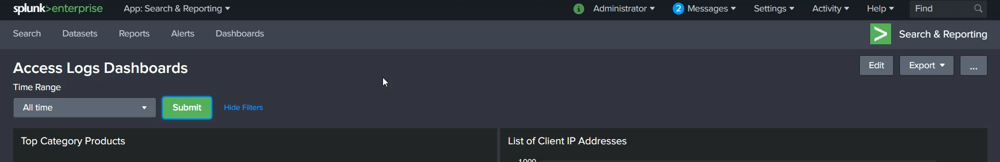 splunk>enterprise App: Search & Reporting i Administrator 2 Messages Settings Activity Help Find
Search Datasets Reports Alerts Dashboards > Search & Reporting
Access Logs Dashboards Edit Export ...
Time Range
All time Submit Hide Filters
Top Category Products List of Client IP Addresses
1000